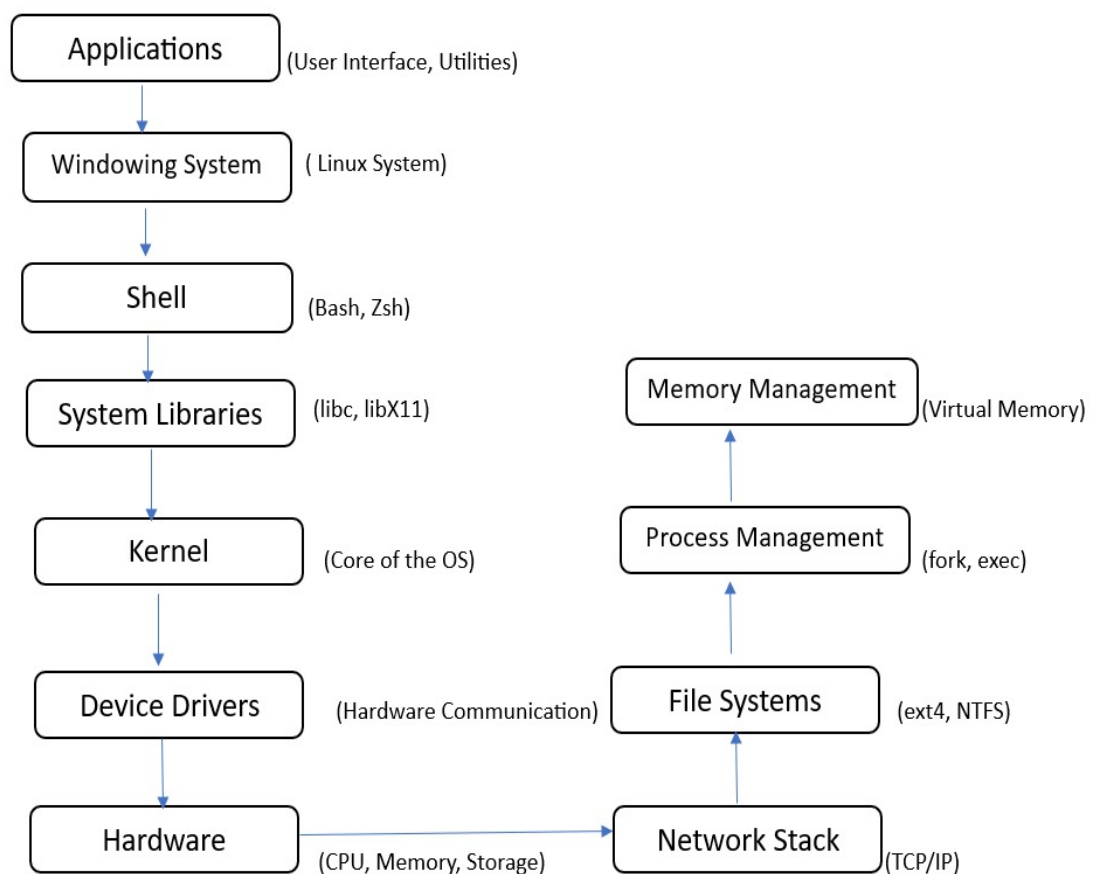 Applications
(User Interface, Utilities)
Windowing System
( Linux System)
Shell
(Bash, Zsh)
System Libraries
(libc, libX11)
Kernel
(Core of the OS)
Device Drivers
(Hardware Communication)
Hardware
(CPU, Memory, Storage)
Network Stack
(TCP/IP)
File Systems
(ext4, NTFS)
Process Management
(fork, exec)
Memory Management
(Virtual Memory)